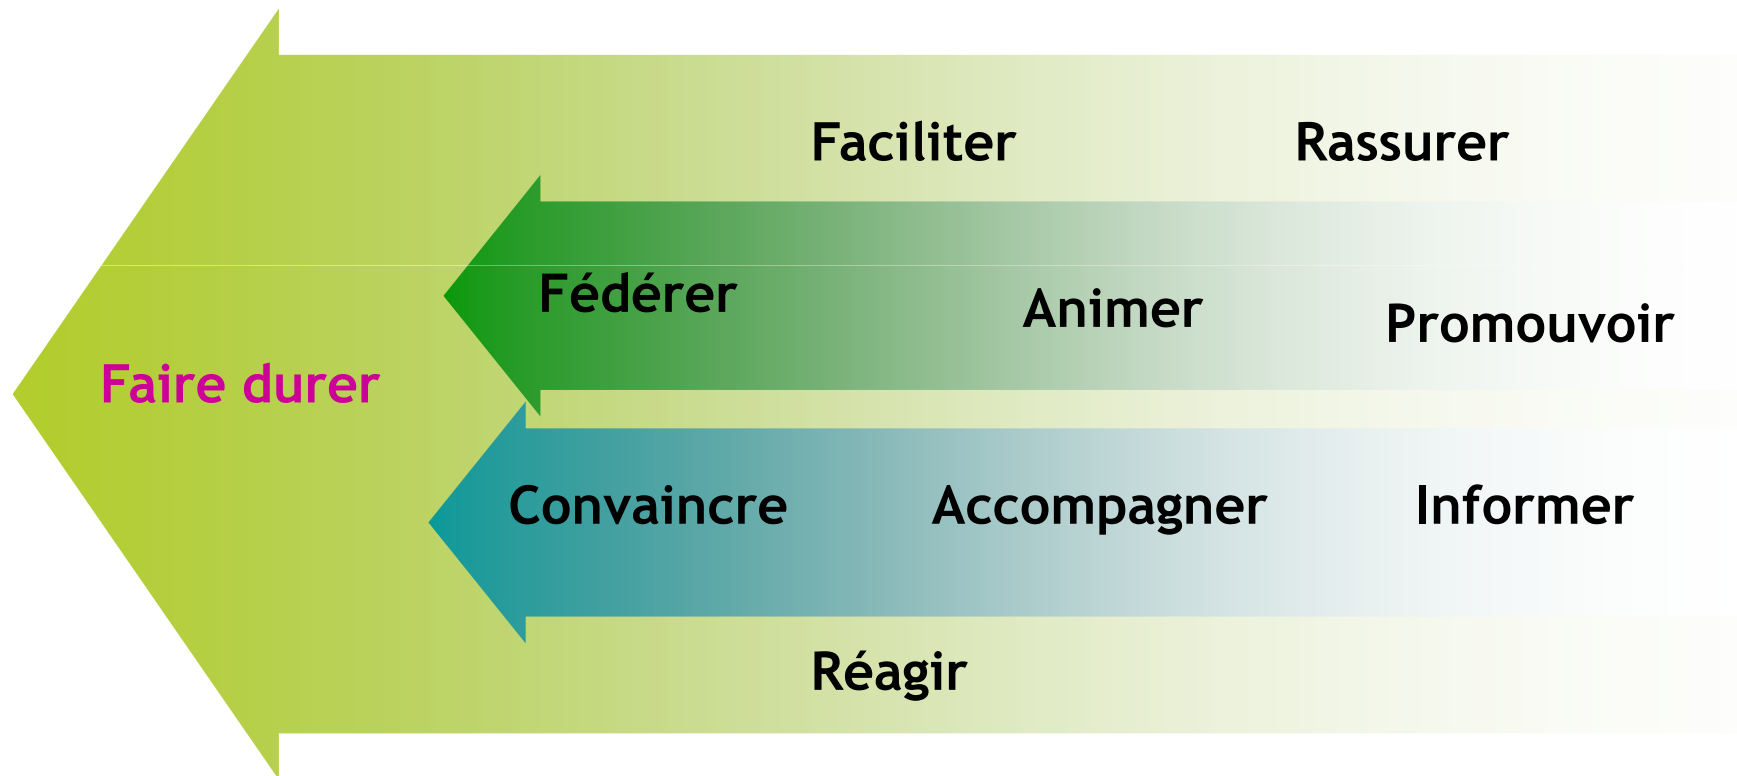 Faciliter Rassurer
Fédérer Animer Promouvoir
Faire durer
Convaincre Accompagner Informer
Réagir